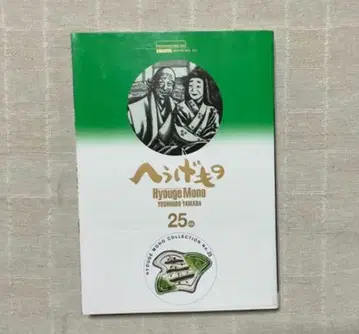 へうげもの
Hyouge Mono
YOSHIHIRO YAMADA
25
HYOUGE MONO COLLECTION No.25